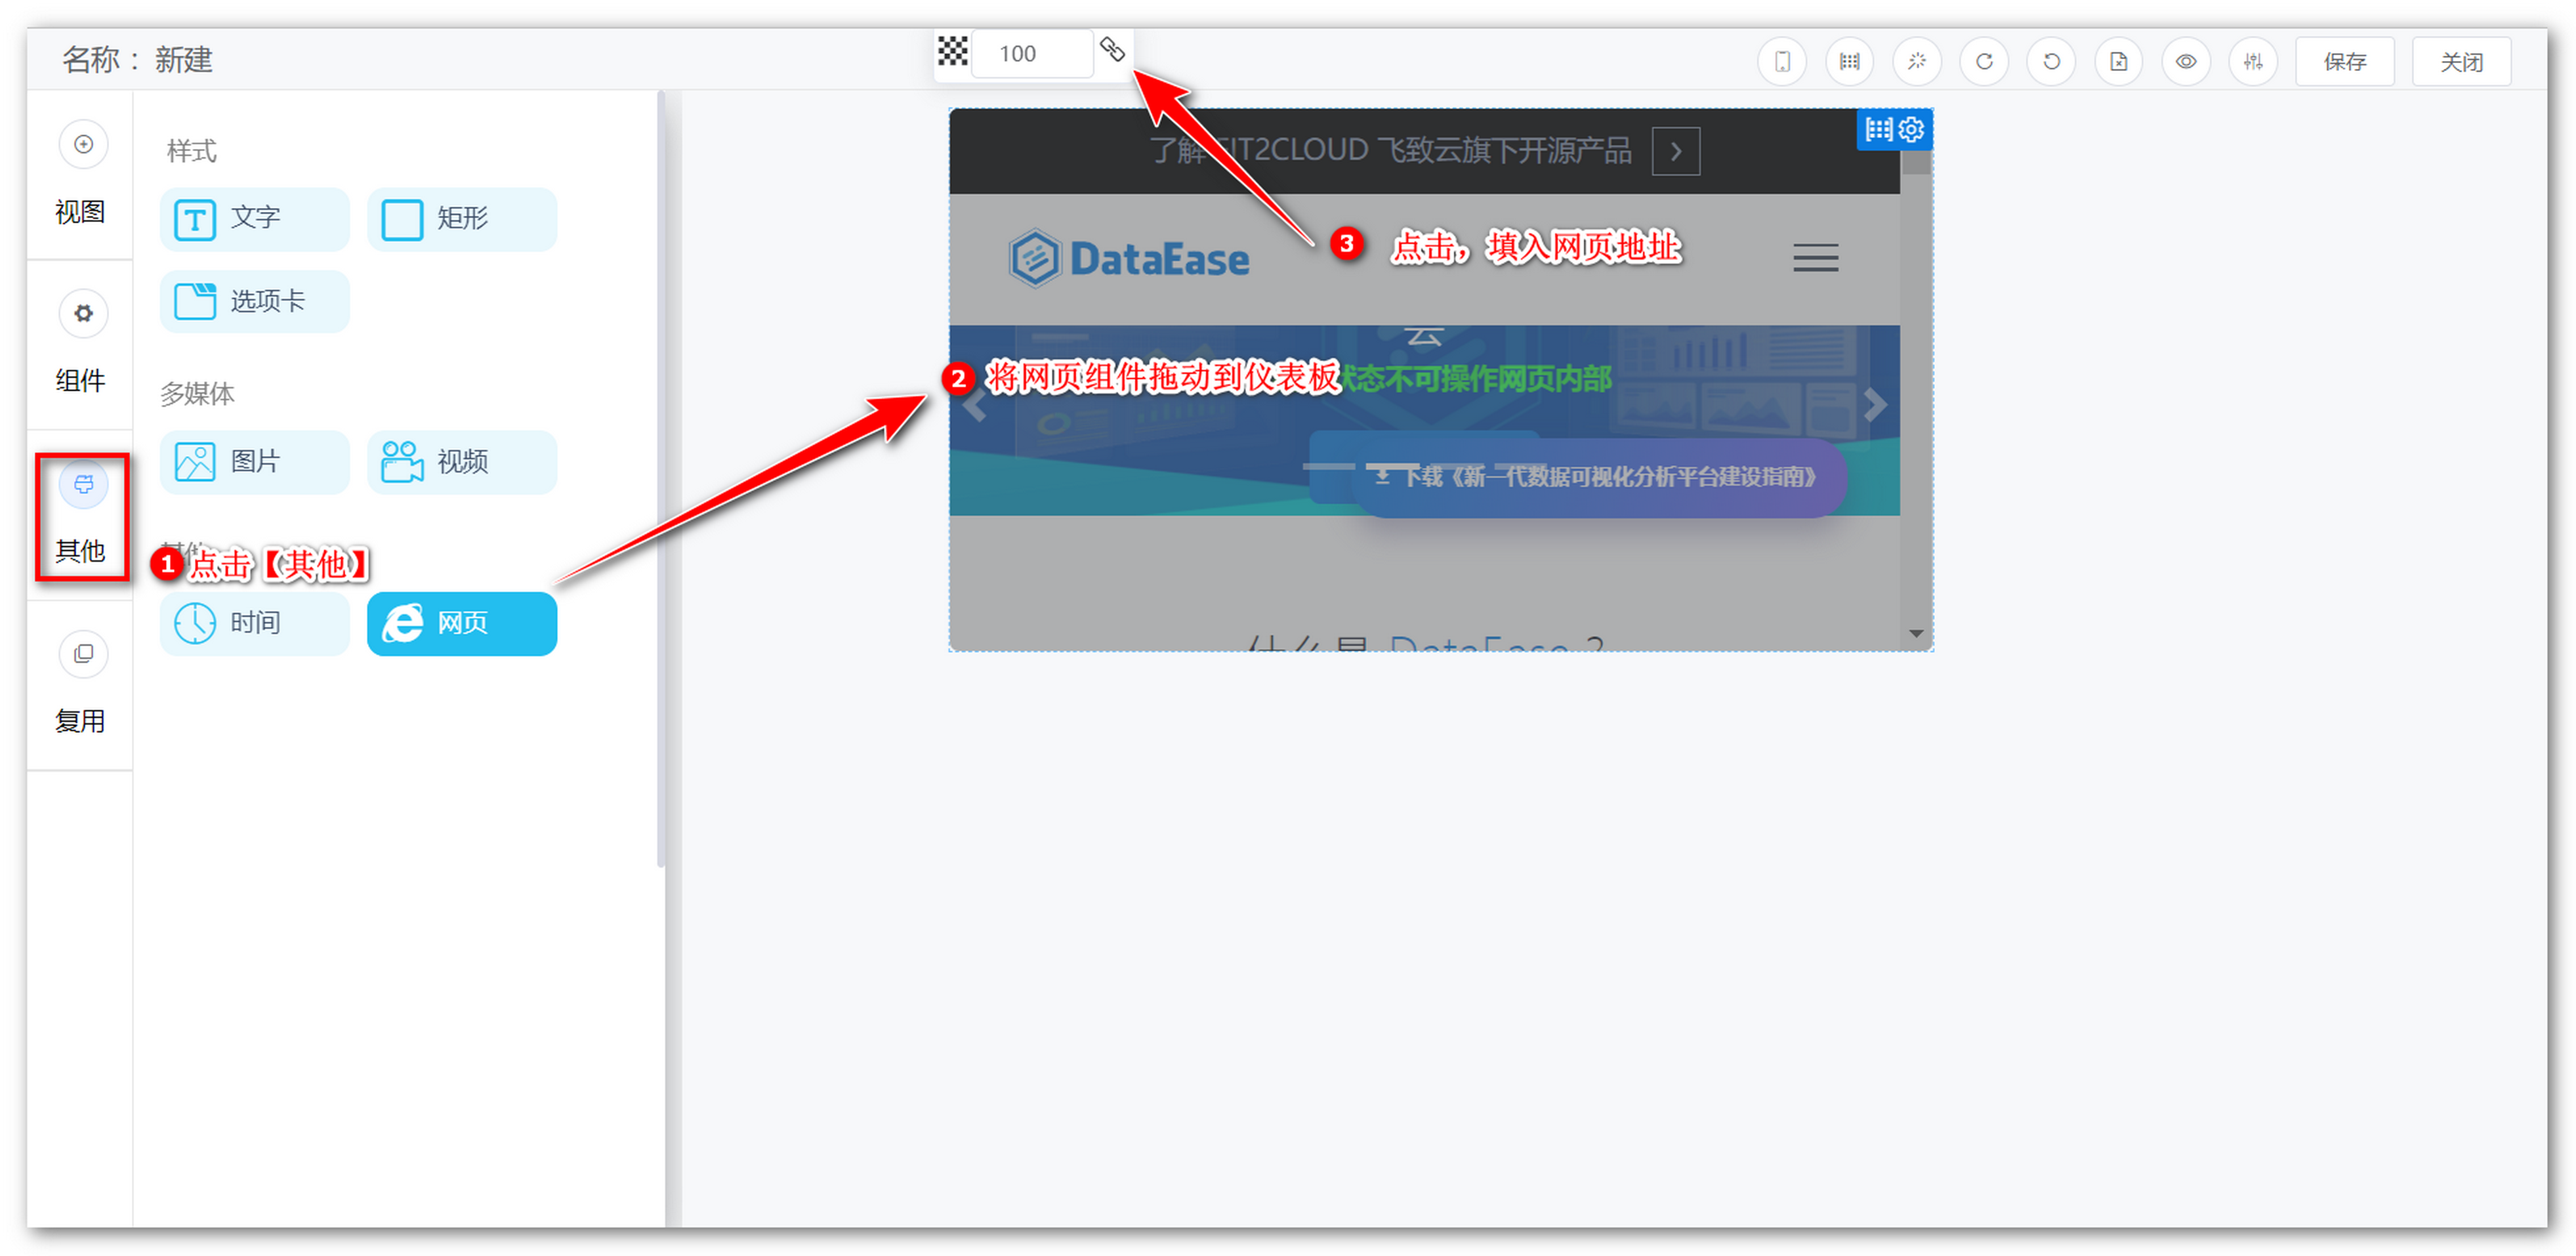 名称 : 新建
100
保存
关闭
视图
组件
其他
复用
样式
文字
矩形
选项卡
多媒体
图片
视频
其他
时间
网页
1 点击【其他】
2 将网页组件拖动到仪表板
3 点击，填入网页地址
了解 FIT2CLOUD 飞致云旗下开源产品
DataEase
云
状态不可操作网页内部
下载《新一代数据可视化分析平台建设指南》
什么是 DataEase ?